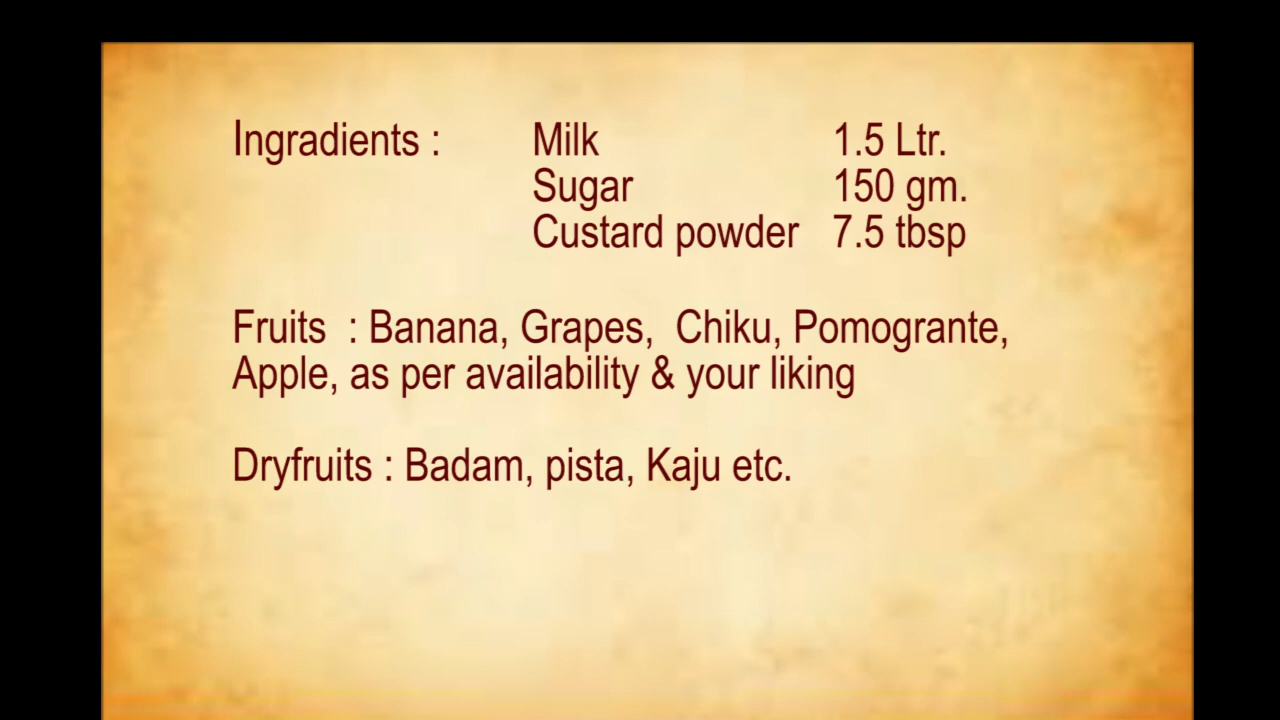 Ingradients : Milk 1.5 Ltr.
Sugar 150 gm.
Custard powder 7.5 tbsp
Fruits : Banana, Grapes, Chiku, Pomogrante,
Apple, as per availability & your liking
Dryfruits : Badam, pista, Kaju etc.